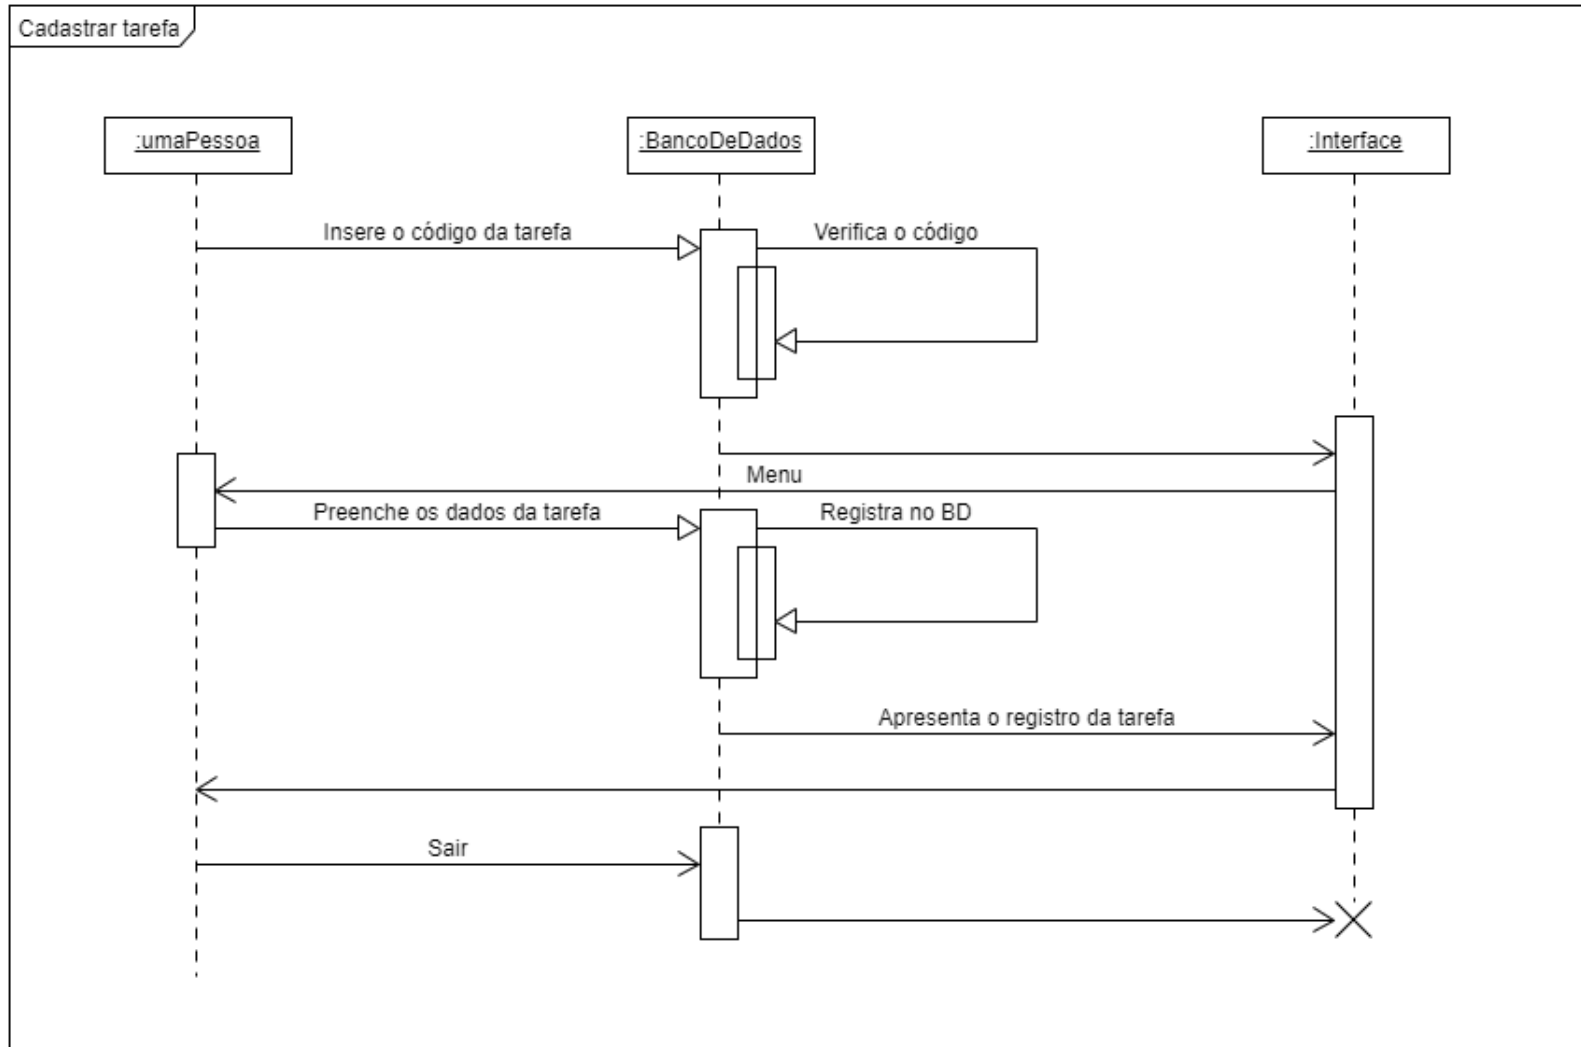 Cadastrar tarefa
:umaPessoa
:BancoDeDados
:Interface
Insere o código da tarefa
Verifica o código
Menu
Preenche os dados da tarefa
Registra no BD
Apresenta o registro da tarefa
Sair